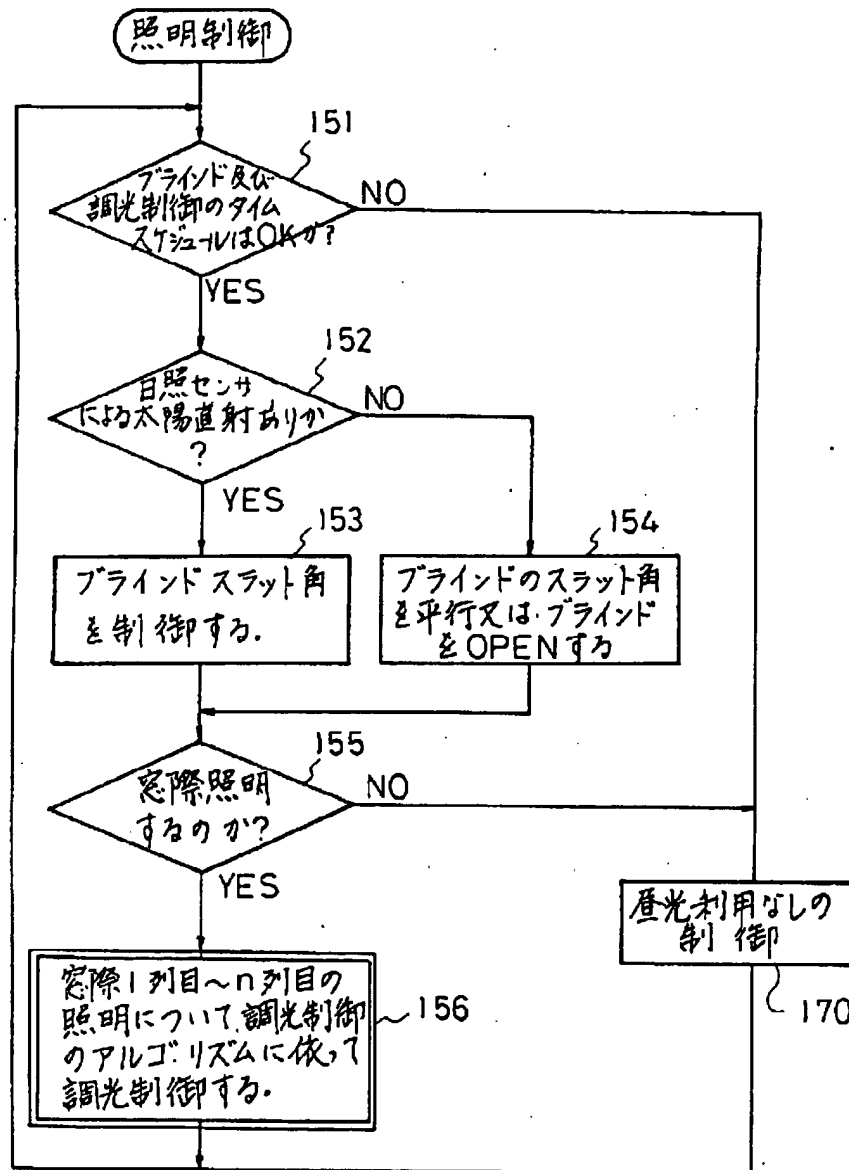 照明制御
151
ブラインド及び
調光制御のタイム
スケジュールはOKか?
NO
YES
152
日照センサ
による太陽直射ありか
?
NO
YES
153
ブラインドスラット角
を制御する.
154
ブラインドのスラット角
を平行又は.ブラインド
をOPENする
155
窓際照明
するのか?
NO
YES
窓際1列目~n列目の
照明について,調光制御
のアルゴリズムに依って
調光制御する.
156
昼光利用なしの
制御
170